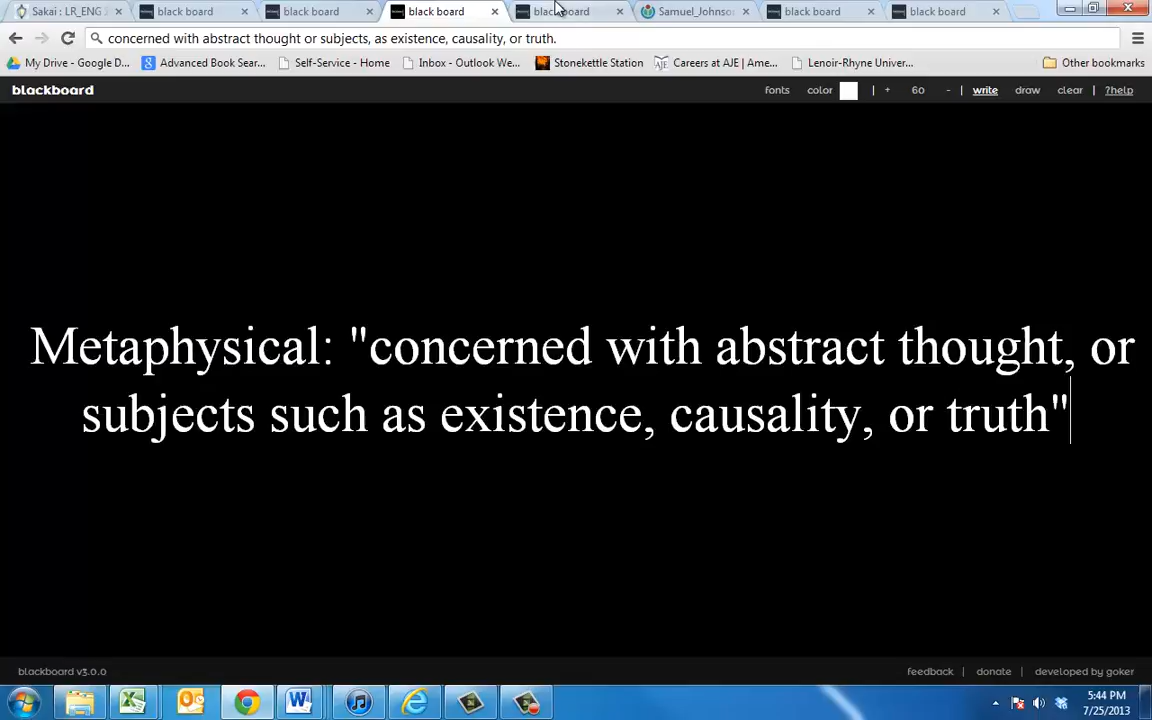 Sakai : LR_ENG
black board
black board
black board
black board
Samuel_Johnso
black board
black board
concerned with abstract thought or subjects, as existence, causality, or truth.
My Drive - Google D...
Advanced Book Sear...
Self-Service - Home
Inbox - Outlook We...
Stonekettle Station
Careers at AJE | Ame...
Lenoir-Rhyne Univer...
Other bookmarks
blackboard
fonts color | + 60 - | write draw clear | ?help
Metaphysical: "concerned with abstract thought, or
subjects such as existence, causality, or truth"
blackboard v3.0.0
feedback | donate | developed by goker
5:44 PM
7/25/2013